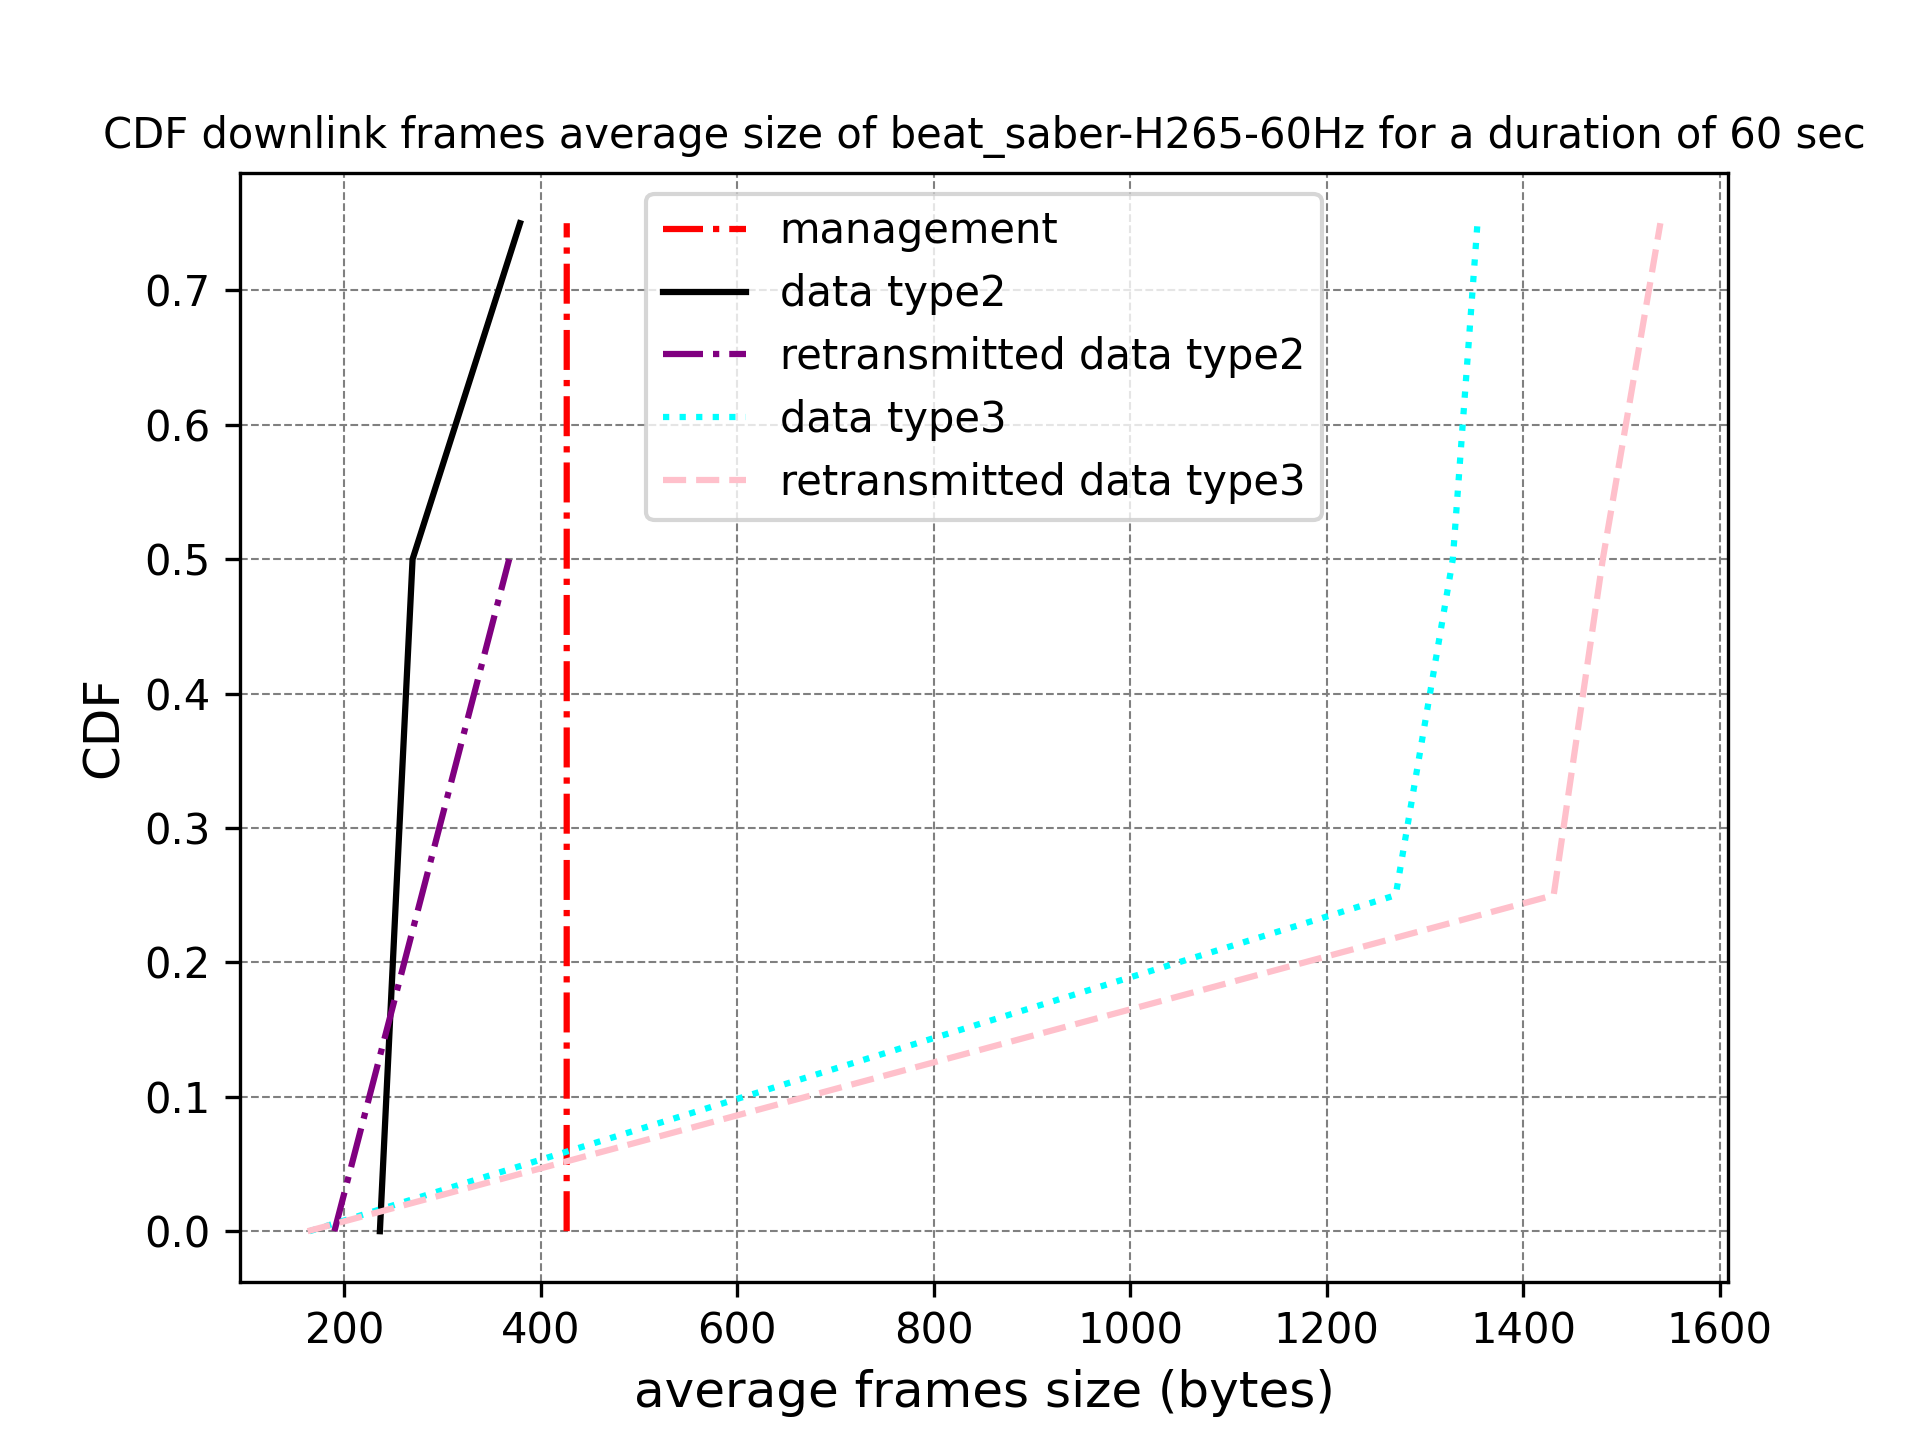 CDF downlink frames average size of beat_saber-H265-60Hz for a duration of 60 sec
management
data type2
retransmitted data type2
data type3
retransmitted data type3
CDF
0.7
0.6
0.5
0.4
0.3
0.2
0.1
0.0
200 400 600 800 1000 1200 1400 1600
average frames size (bytes)